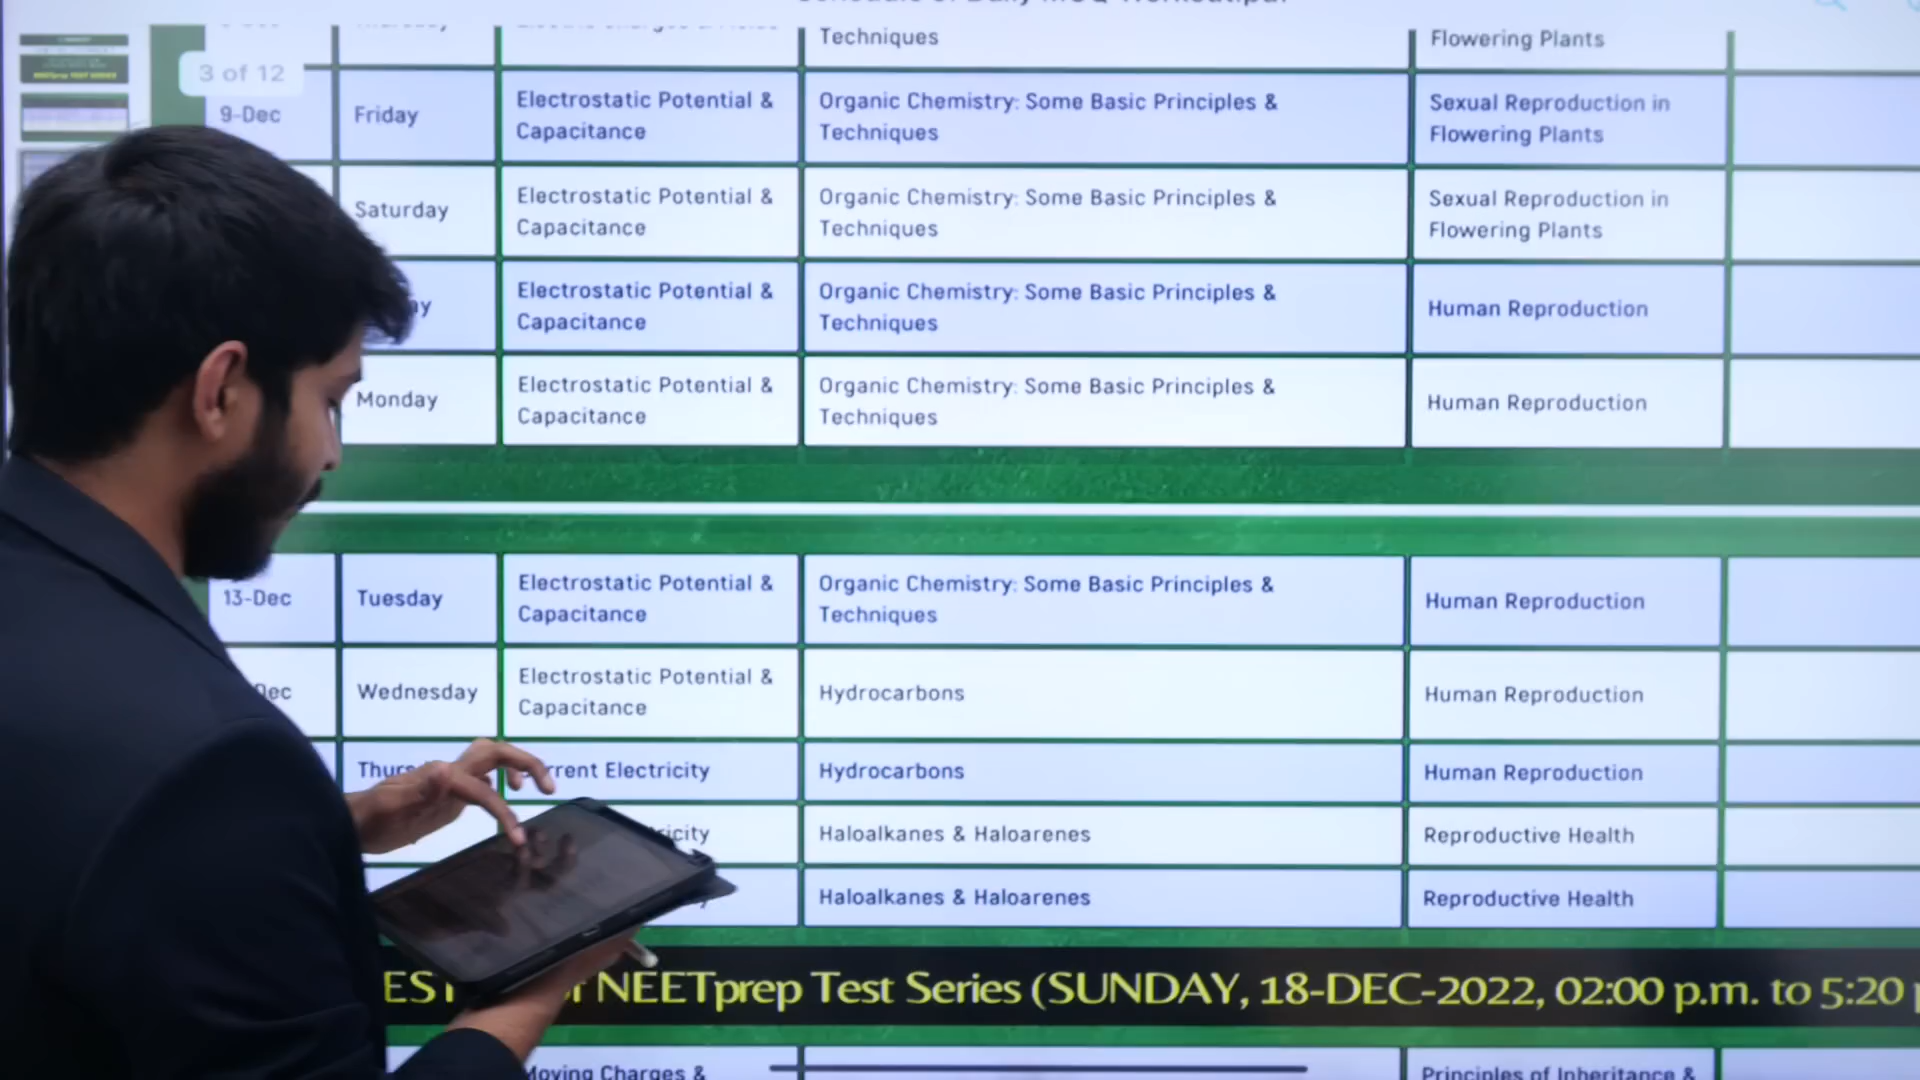 Techniques
Flowering Plants
3 of 12
9-Dec
Friday
Electrostatic Potential &
Capacitance
Organic Chemistry: Some Basic Principles &
Techniques
Sexual Reproduction in
Flowering Plants
Saturday
Electrostatic Potential &
Capacitance
Organic Chemistry: Some Basic Principles &
Techniques
Sexual Reproduction in
Flowering Plants
Electrostatic Potential &
Capacitance
Organic Chemistry: Some Basic Principles &
Techniques
Human Reproduction
Monday
Electrostatic Potential &
Capacitance
Organic Chemistry: Some Basic Principles &
Techniques
Human Reproduction
13-Dec
Tuesday
Electrostatic Potential &
Capacitance
Organic Chemistry: Some Basic Principles &
Techniques
Human Reproduction
Dec
Wednesday
Electrostatic Potential &
Capacitance
Hydrocarbons
Human Reproduction
Electricity
Hydrocarbons
Human Reproduction
Haloalkanes & Haloarenes
Reproductive Health
Haloalkanes & Haloarenes
Reproductive Health
NEETprep Test Series (SUNDAY, 18-DEC-2022, 02:00 p.m. to 5:20
Moving Charges &
Principles of Inheritance &